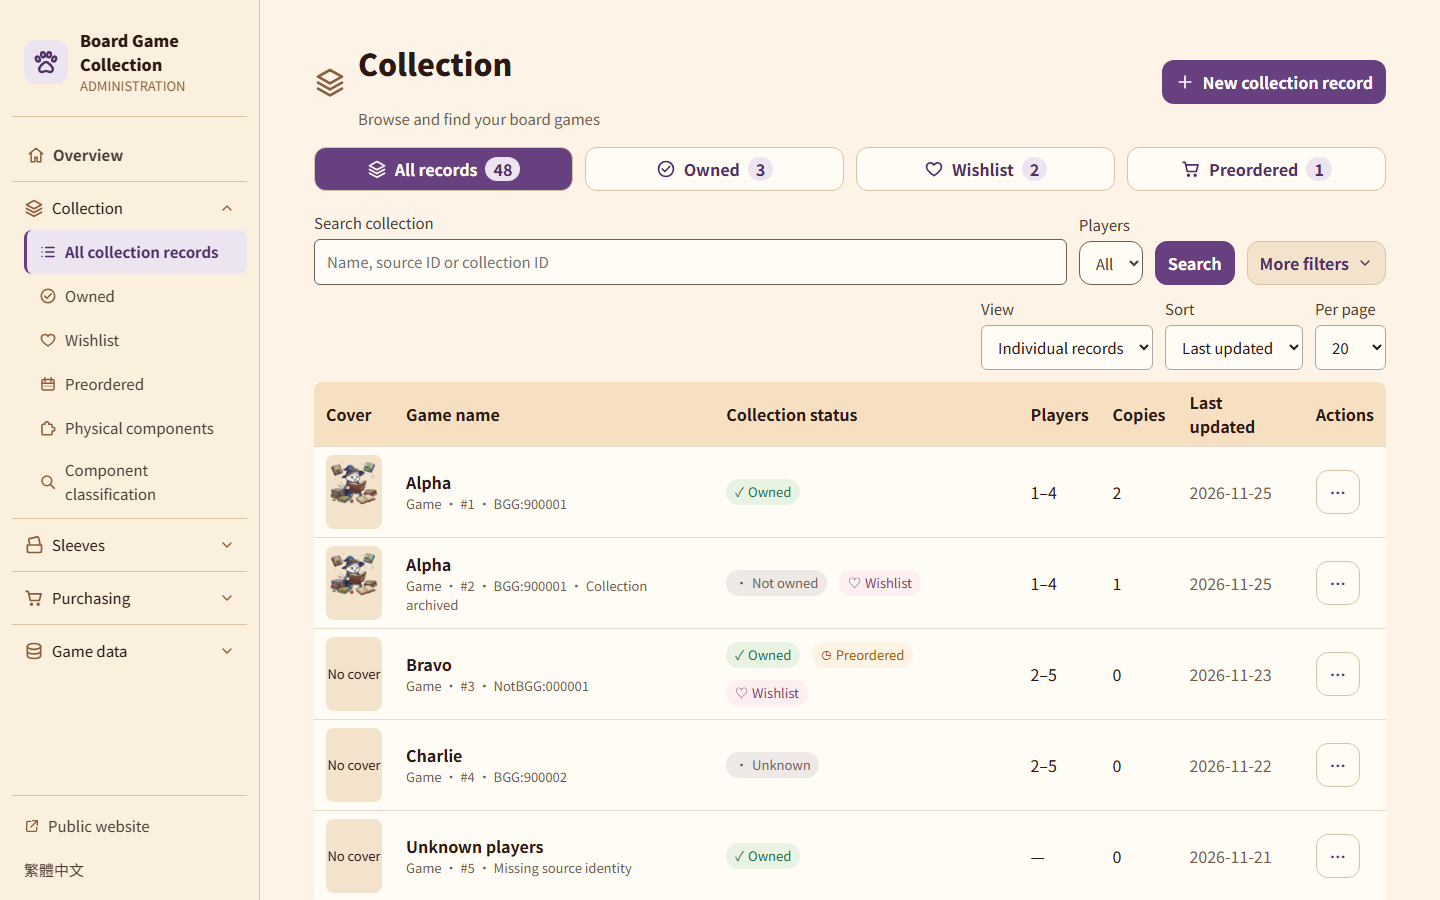 Board Game
Collection
ADMINISTRATION
Overview
Collection
All collection records
Owned
Wishlist
Preordered
Physical components
Component
classification
Sleeves
Purchasing
Game data
Public website
繁體中文
Collection
Browse and find your board games
New collection record
All records 48
Owned 3
Wishlist 2
Preordered 1
Search collection
Name, source ID or collection ID
Players
All
Search
More filters
View
Individual records
Sort
Last updated
Per page
20
Cover Game name Collection status Players Copies Last updated Actions
Alpha
Game · #1 · BGG:900001
✓ Owned
1–4 2 2026-11-25 ···
Alpha
Game · #2 · BGG:900001 · Collection
archived
· Not owned ♡ Wishlist
1–4 1 2026-11-25 ···
No cover
Bravo
Game · #3 · NotBGG:000001
✓ Owned ◷ Preordered
♡ Wishlist
2–5 0 2026-11-23 ···
No cover
Charlie
Game · #4 · BGG:900002
· Unknown
2–5 0 2026-11-22 ···
No cover
Unknown players
Game · #5 · Missing source identity
✓ Owned
— 0 2026-11-21 ···